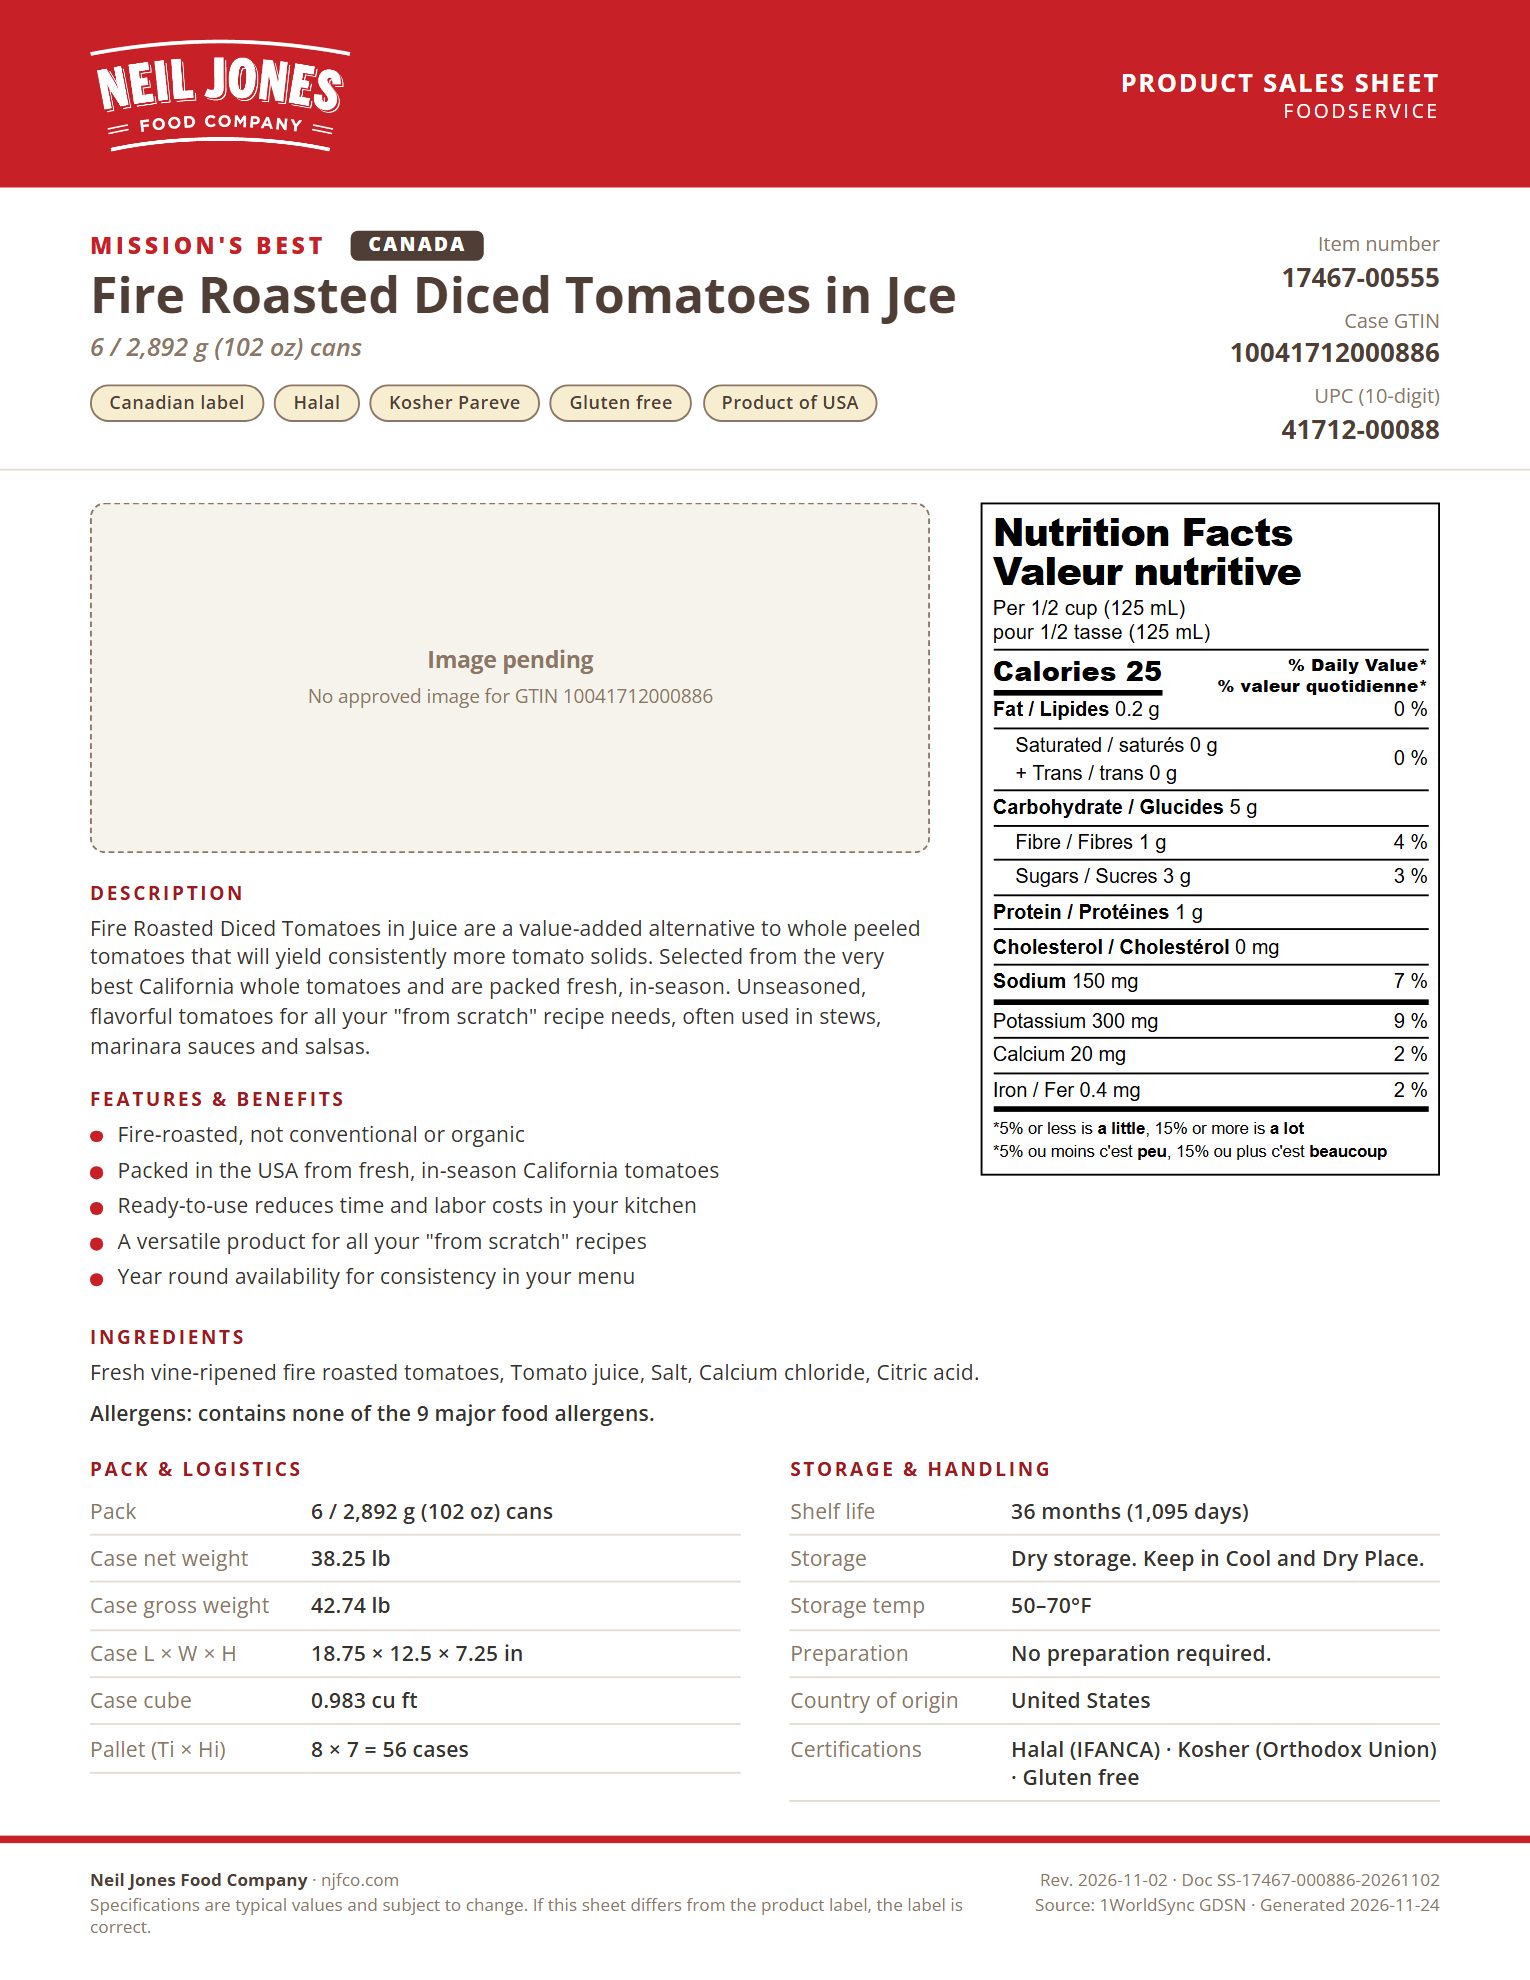 NEIL JONES
FOOD COMPANY
PRODUCT SALES SHEET
FOODSERVICE
MISSION'S BEST
CANADA
Fire Roasted Diced Tomatoes in Jce
6 / 2,892 g (102 oz) cans
Canadian label
Halal
Kosher Pareve
Gluten free
Product of USA
Item number
17467-00555
Case GTIN
10041712000886
UPC (10-digit)
41712-00088
Image pending
No approved image for GTIN 10041712000886
DESCRIPTION
Fire Roasted Diced Tomatoes in Juice are a value-added alternative to whole peeled
tomatoes that will yield consistently more tomato solids. Selected from the very
best California whole tomatoes and are packed fresh, in-season. Unseasoned,
flavorful tomatoes for all your "from scratch" recipe needs, often used in stews,
marinara sauces and salsas.
FEATURES & BENEFITS
Fire-roasted, not conventional or organic
Packed in the USA from fresh, in-season California tomatoes
Ready-to-use reduces time and labor costs in your kitchen
A versatile product for all your "from scratch" recipes
Year round availability for consistency in your menu
Nutrition Facts
Valeur nutritive
Per 1/2 cup (125 mL)
pour 1/2 tasse (125 mL)
Calories 25
% Daily Value*
% valeur quotidienne*
Fat / Lipides 0.2 g 0 %
Saturated / saturés 0 g
+ Trans / trans 0 g
0 %
Carbohydrate / Glucides 5 g
Fibre / Fibres 1 g 4 %
Sugars / Sucres 3 g 3 %
Protein / Protéines 1 g
Cholesterol / Cholestérol 0 mg
Sodium 150 mg 7 %
Potassium 300 mg 9 %
Calcium 20 mg 2 %
Iron / Fer 0.4 mg 2 %
*5% or less is a little, 15% or more is a lot
*5% ou moins c'est peu, 15% ou plus c'est beaucoup
INGREDIENTS
Fresh vine-ripened fire roasted tomatoes, Tomato juice, Salt, Calcium chloride, Citric acid.
Allergens: contains none of the 9 major food allergens.
PACK & LOGISTICS
Pack 6 / 2,892 g (102 oz) cans
Case net weight 38.25 lb
Case gross weight 42.74 lb
Case L × W × H 18.75 × 12.5 × 7.25 in
Case cube 0.983 cu ft
Pallet (Ti × Hi) 8 × 7 = 56 cases
STORAGE & HANDLING
Shelf life 36 months (1,095 days)
Storage Dry storage. Keep in Cool and Dry Place.
Storage temp 50–70°F
Preparation No preparation required.
Country of origin United States
Certifications Halal (IFANCA) · Kosher (Orthodox Union)
· Gluten free
Neil Jones Food Company · njfco.com
Specifications are typical values and subject to change. If this sheet differs from the product label, the label is
correct.
Rev. 2026-11-02 · Doc SS-17467-000886-20261102
Source: 1WorldSync GDSN · Generated 2026-11-24